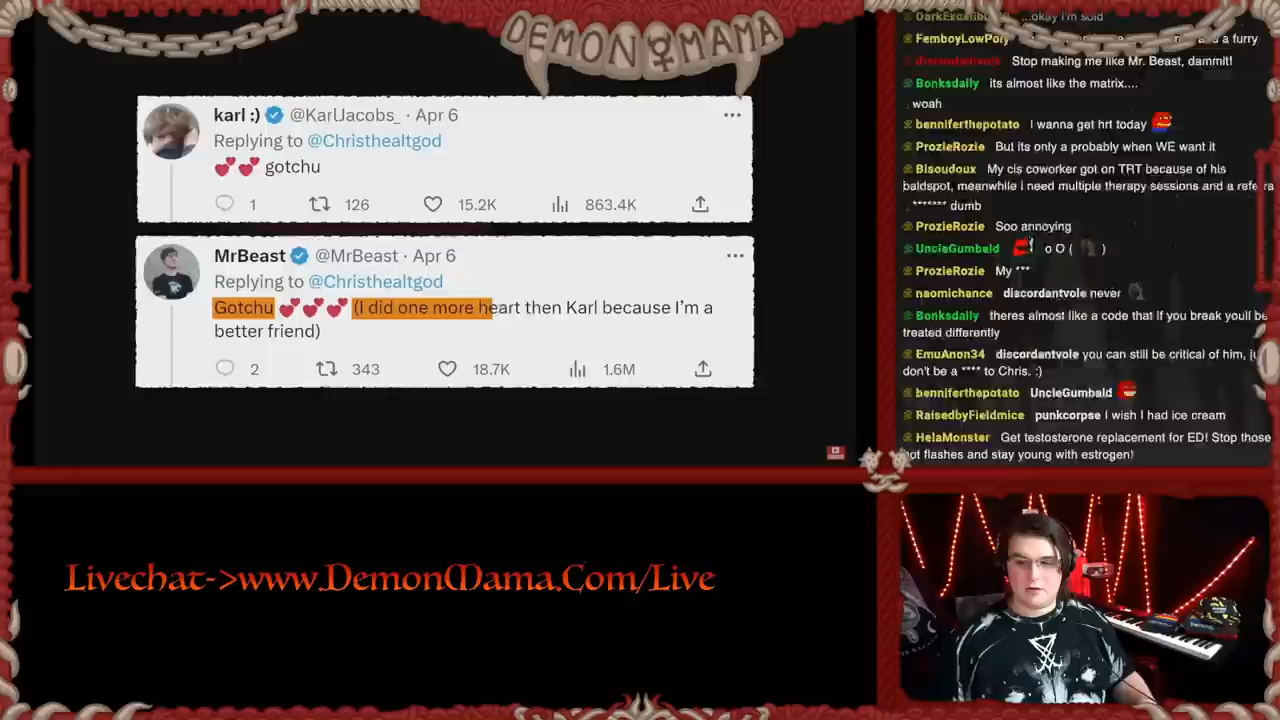 DEMON MAMA
karl :) @KarlJacobs_ · Apr 6
Replying to @Christhealtgod
💕 💕 gotchu
1 126 15.2K 863.4K
MrBeast @MrBeast · Apr 6
Replying to @Christhealtgod
Gotchu 💕 💕 💕 (I did one more heart then Karl because I'm a
better friend)
2 343 18.7K 1.6M
Livechat->www.DemonMama.Com/Live
...okay I'm sold
FemboyLowPoly and a furry
Stop making me like Mr. Beast, dammit!
Bonksdaily its almost like the matrix....
woah
benniferthepotato I wanna get hrt today
ProzieRozie But its only a probably when WE want it
Bisoudoux My cis coworker got on TRT because of his
baldspot, meanwhile I need multiple therapy sessions and a refera
******* dumb
ProzieRozie Soo annoying
UncleGumbald o O ( )
ProzieRozie My ***
naomichance discordantvole never
Bonksdaily theres almost like a code that if you break youll be
treated differently
EmuAnon34 discordantvole you can still be critical of him, ju
don't be a **** to Chris. :)
benniferthepotato UncleGumbald
RaisedbyFieldmice punkcorpse I wish I had ice cream
HelaMonster Get testosterone replacement for ED! Stop those
hot flashes and stay young with estrogen!